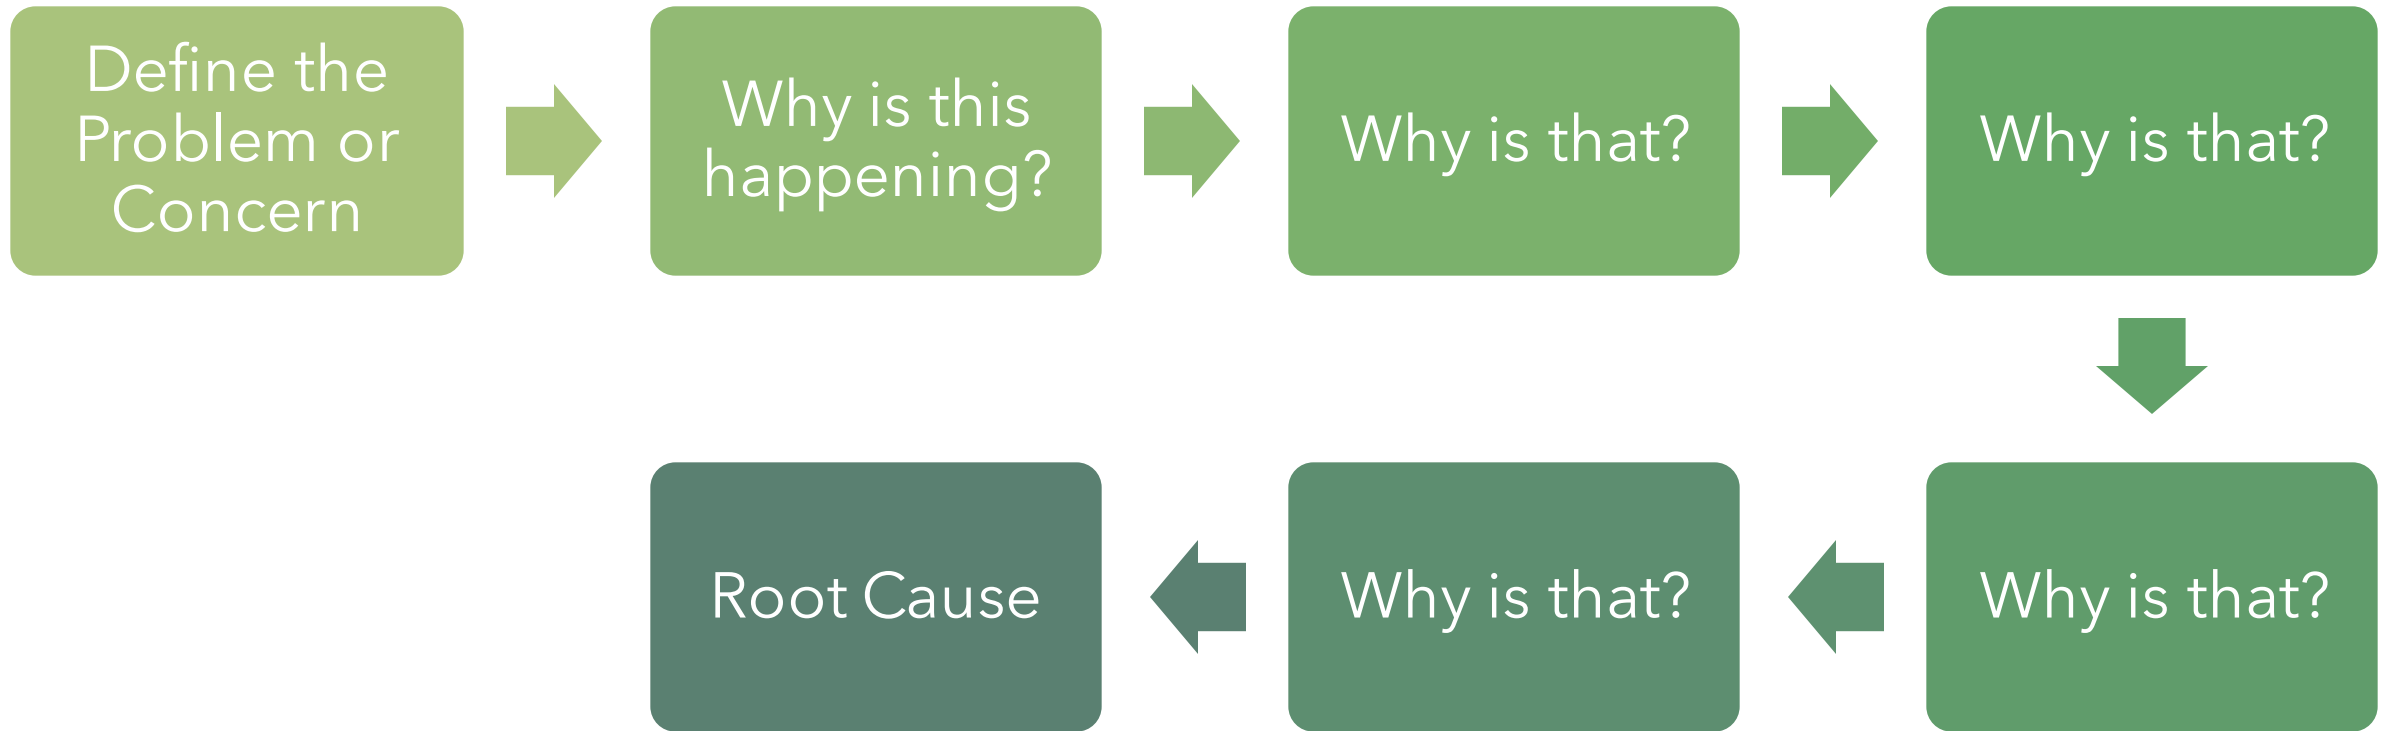 Define the
Problem or
Concern
Why is this
happening?
Why is that?
Why is that?
Why is that?
Why is that?
Root Cause